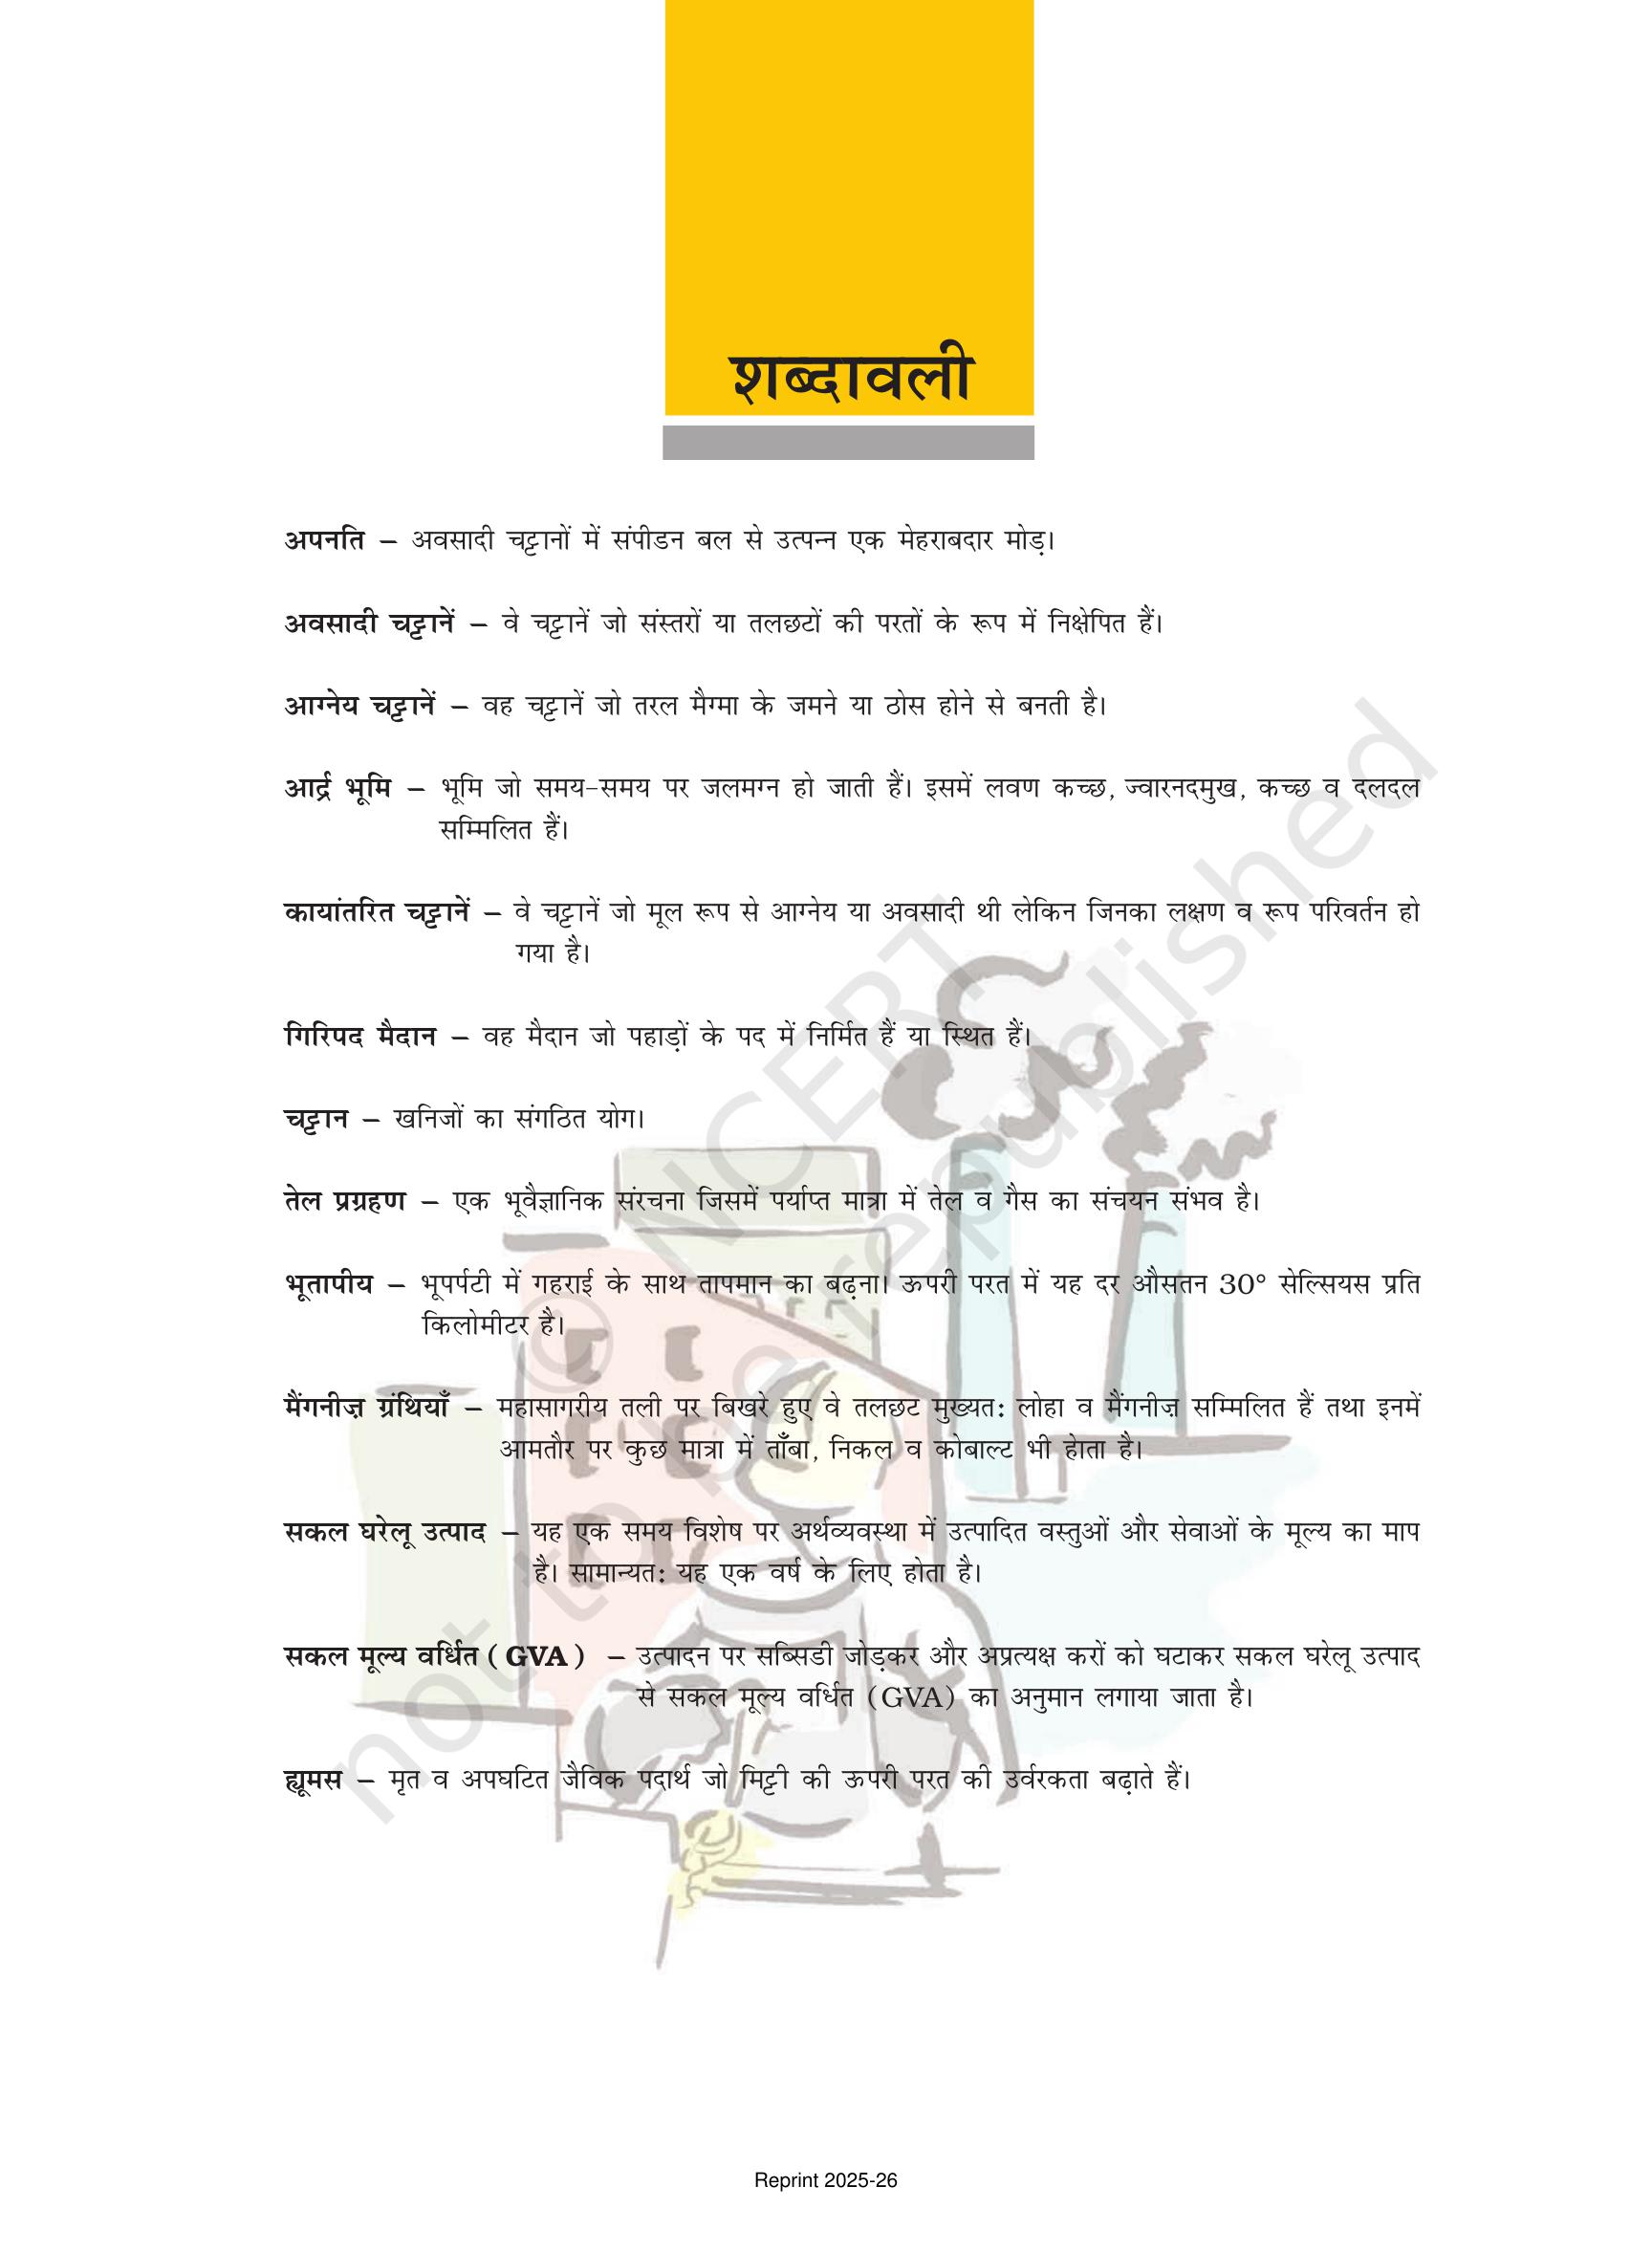 शब्दावली
अपनति – अवसादी चट्टानों में संपीडन बल से उत्पन्न एक मेहराबदार मोड़।
अवसादी चट्टानें – वे चट्टानें जो संस्तरों या तलछटों की परतों के रूप में निक्षेपित हैं।
आग्नेय चट्टानें – वह चट्टानें जो तरल मैग्मा के जमने या ठोस होने से बनती है।
आर्द्र भूमि – भूमि जो समय-समय पर जलमग्न हो जाती हैं। इसमें लवण कच्छ, ज्वारनदमुख, कच्छ व दलदल
सम्मिलित हैं।
कायांतरित चट्टानें – वे चट्टानें जो मूल रूप से आग्नेय या अवसादी थी लेकिन जिनका लक्षण व रूप परिवर्तन हो
गया है।
गिरिपद मैदान – वह मैदान जो पहाड़ों के पद में निर्मित हैं या स्थित हैं।
चट्टान – खनिजों का संगठित योग।
तेल प्रग्रहण – एक भूवैज्ञानिक संरचना जिसमें पर्याप्त मात्रा में तेल व गैस का संचयन संभव है।
भूतापीय – भूपर्पटी में गहराई के साथ तापमान का बढ़ना। ऊपरी परत में यह दर औसतन 30° सेल्सियस प्रति
किलोमीटर है।
मैंगनीज़ ग्रंथियाँ – महासागरीय तली पर बिखरे हुए वे तलछट मुख्यतः लोहा व मैंगनीज़ सम्मिलित हैं तथा इनमें
आमतौर पर कुछ मात्रा में ताँबा, निकल व कोबाल्ट भी हेाता है।
सकल घरेलू उत्पाद – यह एक समय विशेष पर अर्थव्यवस्था में उत्पादित वस्तुओं और सेवाओं के मूल्य का माप
है। सामान्यतः यह एक वर्ष के लिए होता है।
सकल मूल्य वर्धित (GVA) – उत्पादन पर सब्सिडी जोड़कर और अप्रत्यक्ष करों को घटाकर सकल घरेलू उत्पाद
से सकल मूल्य वर्धित (GVA) का अनुमान लगाया जाता है।
ह्यूमस – मृत व अपघटित जैविक पदार्थ जो मिट्टी की ऊपरी परत की उर्वरकता बढ़ाते हैं।
© NCERT
not to be republished
Reprint 2025-26